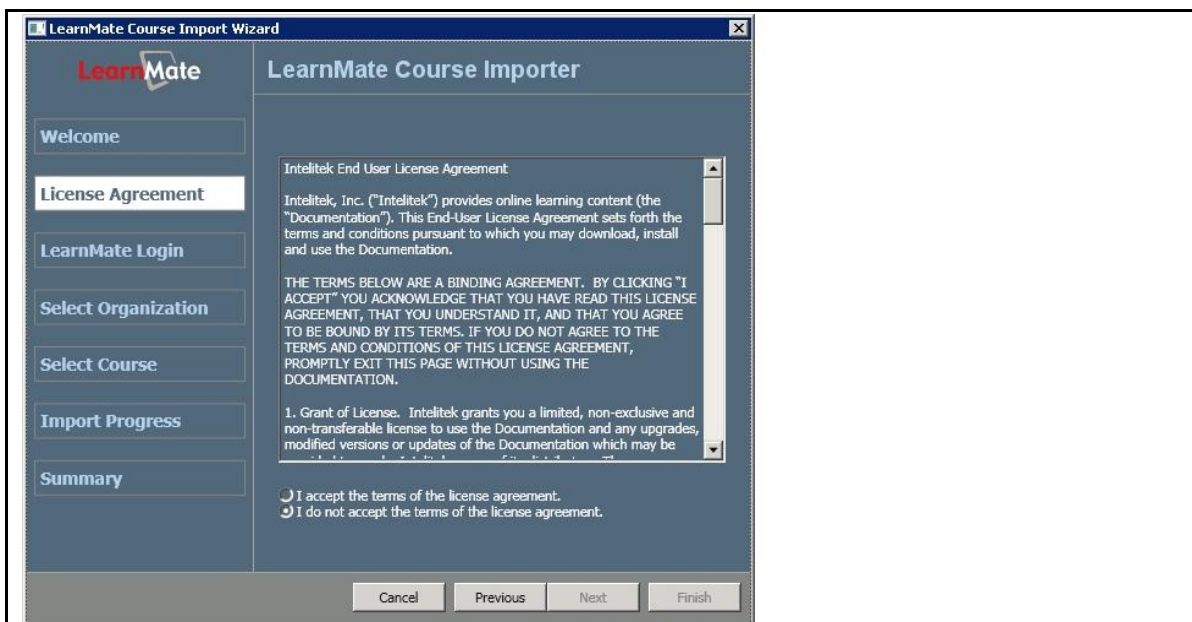 LearnMate Course Import Wizard
LearnMate
LearnMate Course Importer
Welcome
License Agreement
LearnMate Login
Select Organization
Select Course
Import Progress
Summary
Intelitek End User License Agreement
Intelitek, Inc. ("Intelitek") provides online learning content (the
"Documentation"). This End-User License Agreement sets forth the
terms and conditions pursuant to which you may download, install
and use the Documentation.
THE TERMS BELOW ARE A BINDING AGREEMENT. BY CLICKING "I
ACCEPT" YOU ACKNOWLEDGE THAT YOU HAVE READ THIS LICENSE
AGREEMENT, THAT YOU UNDERSTAND IT, AND THAT YOU AGREE
TO BE BOUND BY ITS TERMS. IF YOU DO NOT AGREE TO THE
TERMS AND CONDITIONS OF THIS LICENSE AGREEMENT,
PROMPTLY EXIT THIS PAGE WITHOUT USING THE
DOCUMENTATION.
1. Grant of License. Intelitek grants you a limited, non-exclusive and
non-transferable license to use the Documentation and any upgrades,
modified versions or updates of the Documentation which may be
I accept the terms of the license agreement.
I do not accept the terms of the license agreement.
Cancel
Previous
Next
Finish